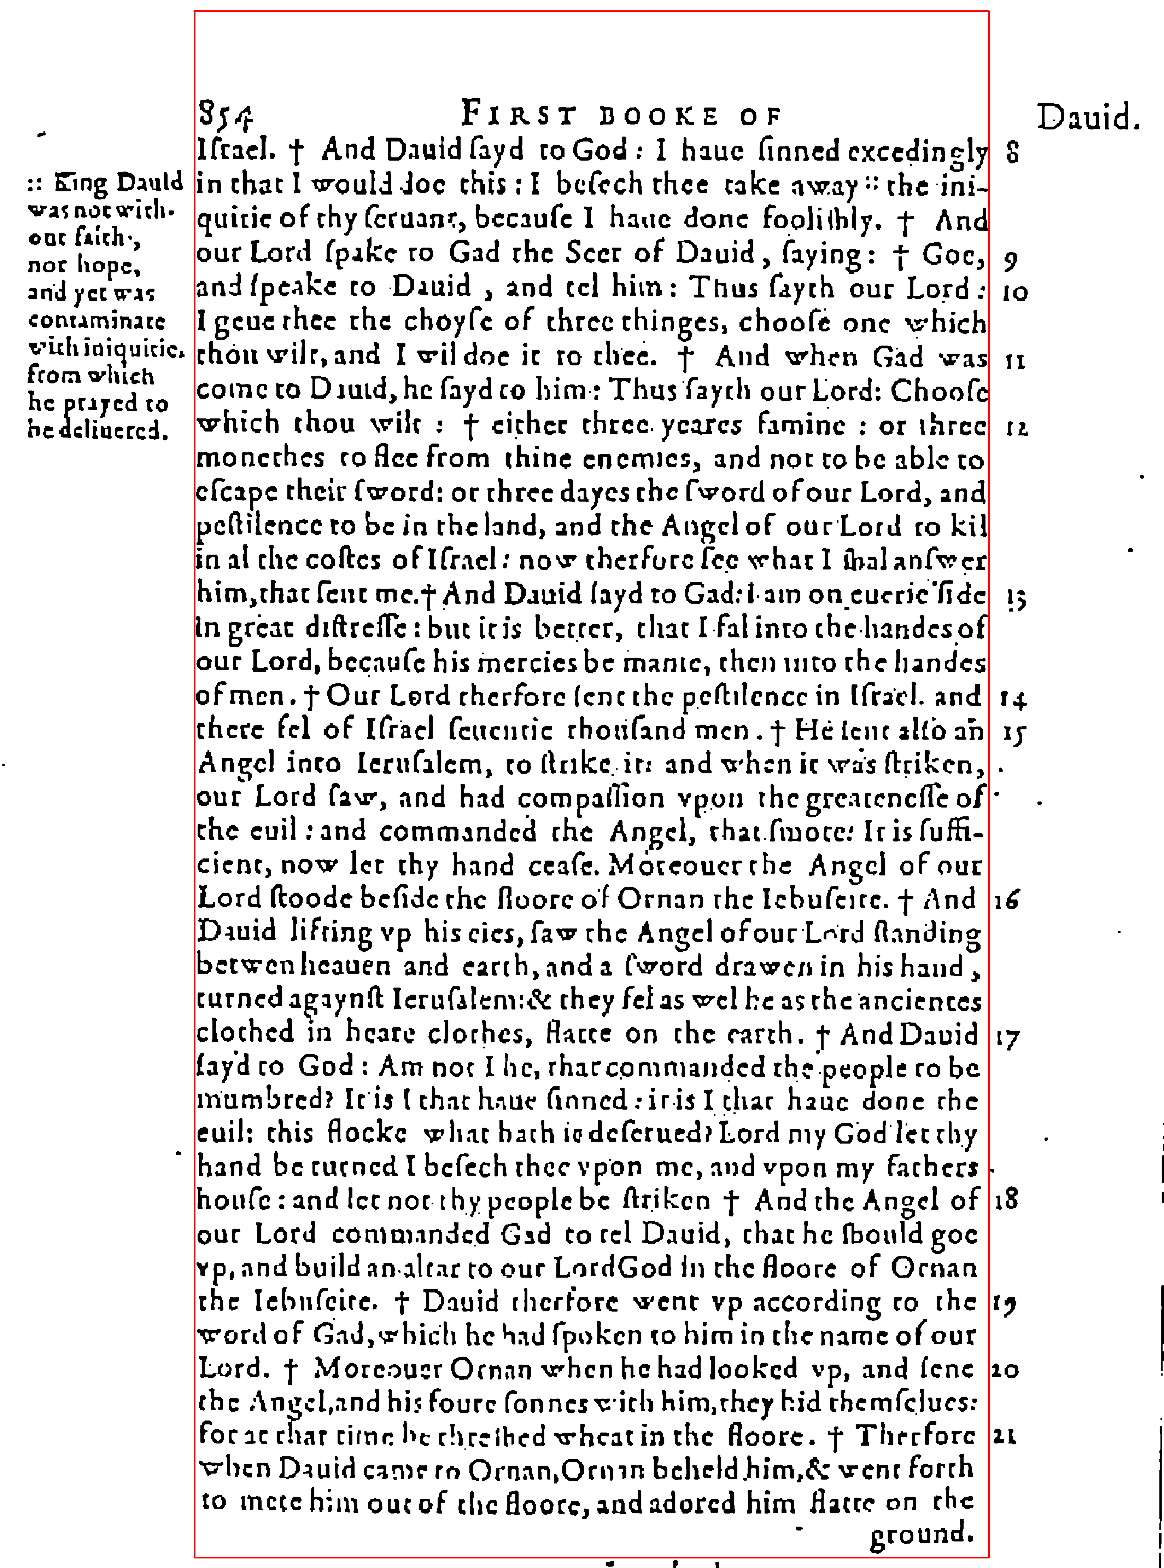 854 FIRST BOOKE OF Dauid.
Iſrael. † And Dauid ſayd to God: I haue ſinned excedingly 8
in that I would doe this: I beſech thee take away :: the ini-
quitie of thy ſeruant, becauſe I haue done fooliſhly. † And
our Lord ſpake to Gad the Seer of Dauid, ſaying: † Goe, 9
and ſpeake to Dauid, and tel him: Thus ſayth our Lord: 10
I geue thee the choyſe of three thinges, chooſe one which
thou wilt, and I wil doe it to thee. † And when Gad was 11
come to Dauid, he ſayd to him: Thus ſayth our Lord: Chooſe
which thou wilt: † either three yeares famine: or three 12
monethes to flee from thine enemies, and not to be able to
eſcape their ſword: or three dayes the ſword of our Lord, and
peſtilence to be in the land, and the Angel of our Lord to kil
in al the coſtes of Iſrael: now therfore ſee what I ſhal anſwer
him, that ſent me. † And Dauid ſayd to Gad: I am on euerie ſide 13
in great diſtreſſe: but it is better, that I fal into the handes of
our Lord, becauſe his mercies be manie, then into the handes
of men. † Our Lord therfore ſent the peſtilence in Iſrael. and 14
there fel of Iſrael ſeuentie thouſand men. † He ſent alſo an 15
Angel into Ieruſalem, to ſtrike it: and when it was ſtriken,
our Lord ſaw, and had compaſſion vpon the greateneſſe of
the euil: and commanded the Angel, that ſmote: It is ſuffi-
cient, now let thy hand ceaſe. Moreouer the Angel of our
Lord ſtoode beſide the floore of Ornan the Iebuſeite. † And 16
Dauid lifting vp his eies, ſaw the Angel of our Lord ſtanding
betwen heauen and earth, and a ſword drawen in his hand,
turned agaynſt Ieruſalem: & they fel as wel he as the ancientes
clothed in heare clothes, flatte on the earth. † And Dauid 17
ſayd to God: Am not I he, that commanded the people to be
numbred? It is I that haue ſinned: it is I that haue done the
euil: this flocke what hath it deſerued? Lord my God let thy
hand be turned I beſech thee vpon me, and vpon my fathers
houſe: and let not thy people be ſtriken † And the Angel of 18
our Lord commanded Gad to tel Dauid, that he ſhould goe
vp, and build an altar to our Lord God in the floore of Ornan
the Iebuſeite. † Dauid therfore went vp according to the 19
word of Gad, which he had ſpoken to him in the name of our
Lord. † Moreouer Ornan when he had looked vp, and ſene 20
the Angel, and his foure ſonnes with him, they hid themſelues:
for at that time he threſhed wheat in the floore. † Therfore 21
when Dauid came to Ornan, Ornan beheld him, & went forth
to mete him out of the floore, and adored him flatte on the
ground.
:: King Dauid
was not with-
out faith,
nor hope,
and yet was
contaminate
with iniquitie,
from which
he prayed to
be deliuered.